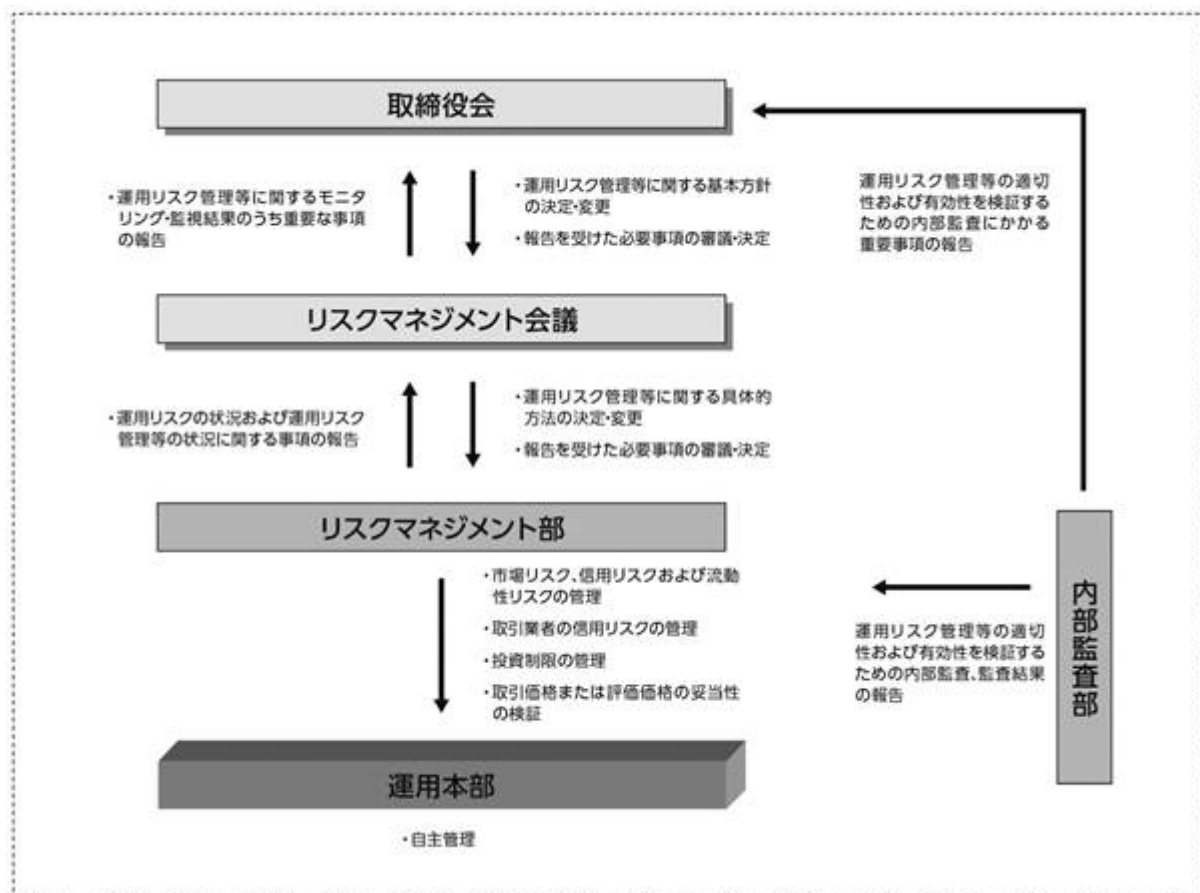 取締役会
・運用リスク管理等に関するモニタ
リング・監視結果のうち重要な事項
の報告
・運用リスク管理等に関する基本方針
の決定・変更
・報告を受けた必要事項の審議・決定
運用リスク管理等の適切
性および有効性を検証する
ための内部監査にかかる
重要事項の報告
リスクマネジメント会議
・運用リスクの状況および運用リスク
管理等の状況に関する事項の報告
・運用リスク管理等に関する具体的
方法の決定・変更
・報告を受けた必要事項の審議・決定
リスクマネジメント部
・市場リスク、信用リスクおよび流動
性リスクの管理
・取引業者の信用リスクの管理
・投資制限の管理
・取引価格または評価価格の妥当性
の検証
運用リスク管理等の適切
性および有効性を検証する
ための内部監査、監査結果
の報告
内部監査部
運用本部
・自主管理